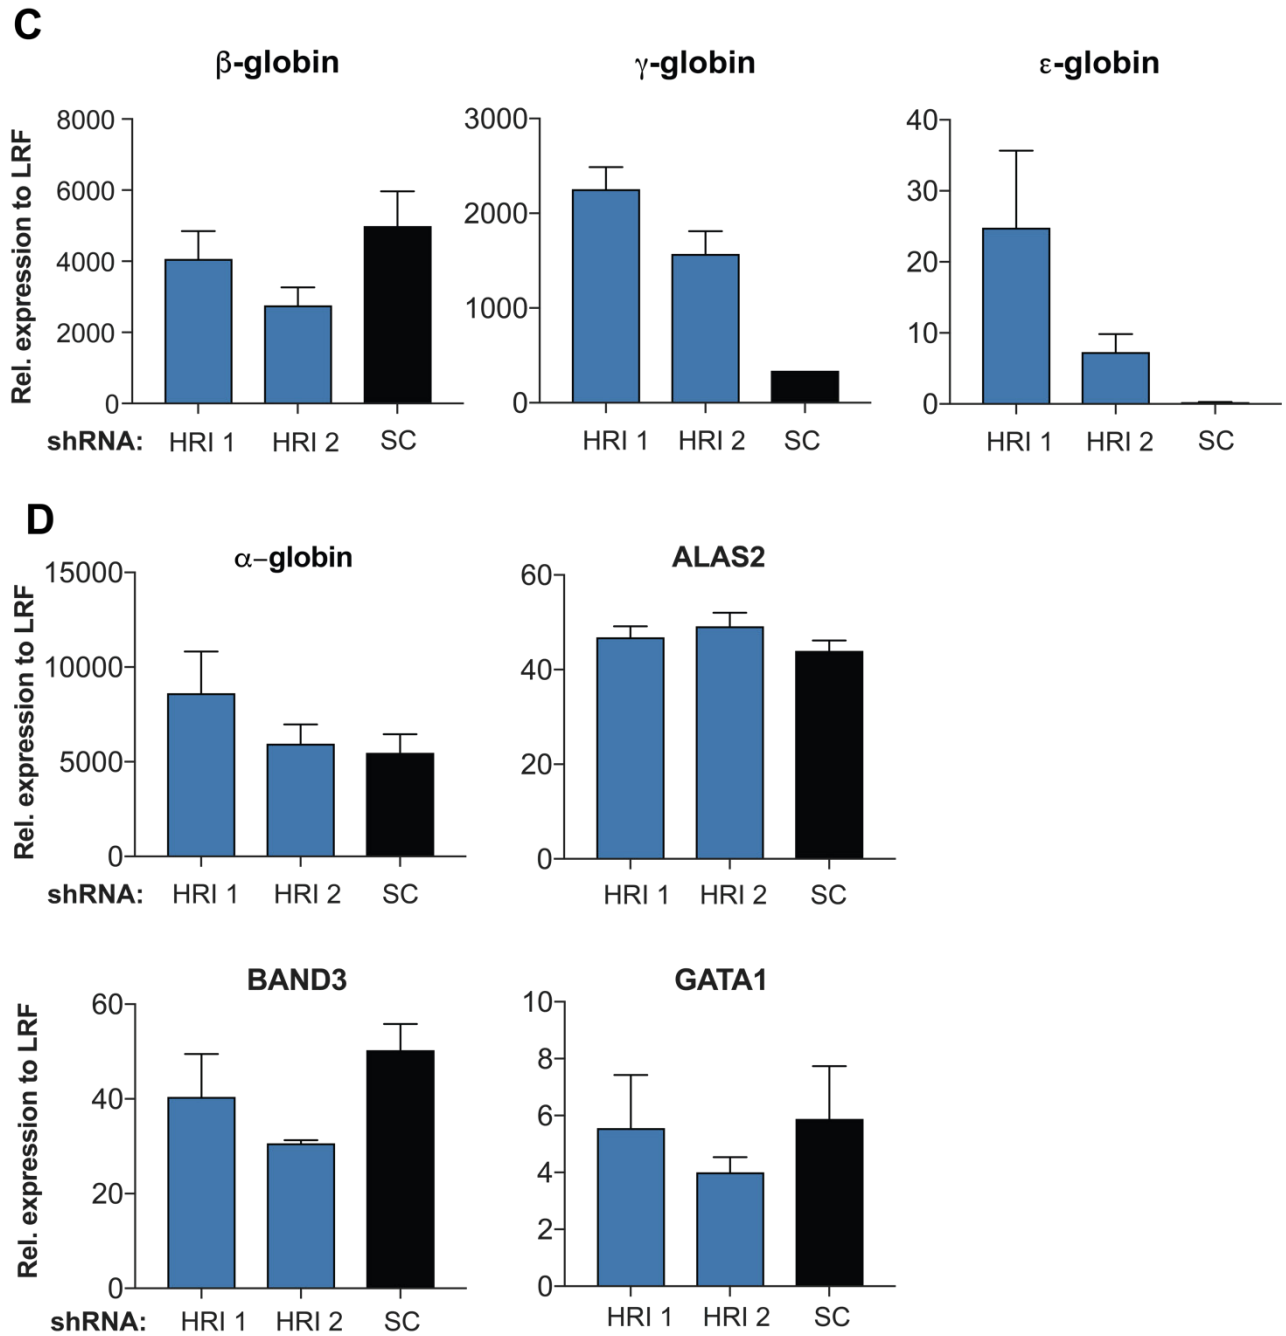 C
β-globin
γ-globin
ε-globin
Rel. expression to LRF
8000
6000
4000
2000
0
3000
2000
1000
0
40
30
20
10
0
shRNA: HRI 1 HRI 2 SC
HRI 1 HRI 2 SC
HRI 1 HRI 2 SC
D
α–globin
ALAS2
Rel. expression to LRF
15000
10000
5000
0
60
40
20
0
shRNA: HRI 1 HRI 2 SC
HRI 1 HRI 2 SC
BAND3
GATA1
Rel. expression to LRF
60
40
20
0
10
8
6
4
2
0
shRNA: HRI 1 HRI 2 SC
HRI 1 HRI 2 SC